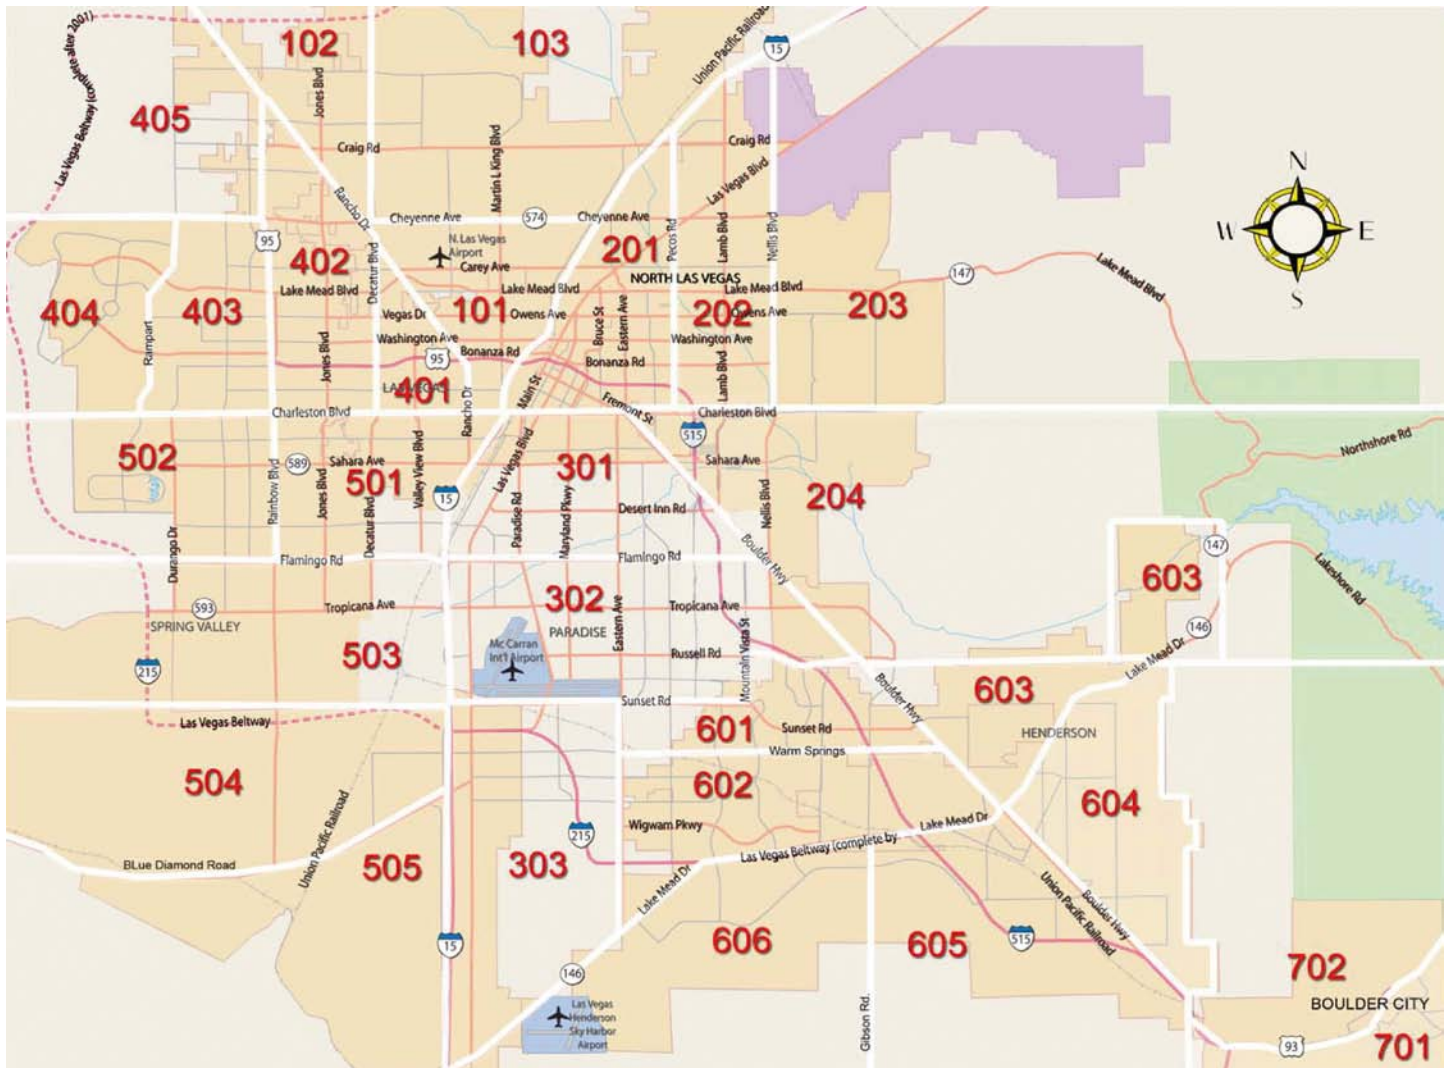 Las Vegas Beltway (complete after 2001)
102
103
Union Pacific Railroad
15
405
Jones Blvd
Craig Rd
Martin L King Blvd
Craig Rd
Las Vegas Blvd
N
W
E
S
Rancho Dr
Cheyenne Ave
574
Cheyenne Ave
95
402
Decatur Blvd
N. Las Vegas
Airport
Carey Ave
201
Pecos Rd
Lamb Blvd
Nellis Blvd
NORTH LAS VEGAS
147
Lake Mead Blvd
404
403
Lake Mead Blvd
Lake Mead Blvd
Lake Mead Blvd
Vegas Dr
101
Owens Ave
Bruce St
Eastern Ave
202
Owens Ave
203
Rampart
Jones Blvd
Washington Ave
95
Bonanza Rd
Washington Ave
Bonanza Rd
Lamb Blvd
LAS VEGAS
401
Rancho Dr
Main St
Fremont St
Charleston Blvd
Charleston Blvd
515
Northshore Rd
502
589
Sahara Ave
501
Valley View Blvd
Las Vegas Blvd
301
Sahara Ave
Rainbow Blvd
Jones Blvd
Decatur Blvd
15
Paradise Rd
Maryland Pkwy
Desert Inn Rd
Nellis Blvd
204
Durango Dr
Flamingo Rd
Flamingo Rd
Boulder Hwy
147
603
Lakeshore Rd
593
Tropicana Ave
302
Tropicana Ave
SPRING VALLEY
PARADISE
Eastern Ave
Mountain Vista St
146
215
503
Mc Carran
Int'l Airport
Russell Rd
Lake Mead Dr
Boulder Hwy
603
Sunset Rd
Las Vegas Beltway
601
Sunset Rd
HENDERSON
Warm Springs
504
602
604
Union Pacific Railroad
215
Wigwam Pkwy
Lake Mead Dr
Las Vegas Beltway (complete by
BLue Diamond Road
505
303
Lake Mead Dr
Union Pacific Railroad
Boulder Hwy
15
606
605
515
702
146
BOULDER CITY
Las Vegas
Henderson
Sky Harbor
Airport
Gibson Rd.
93
701